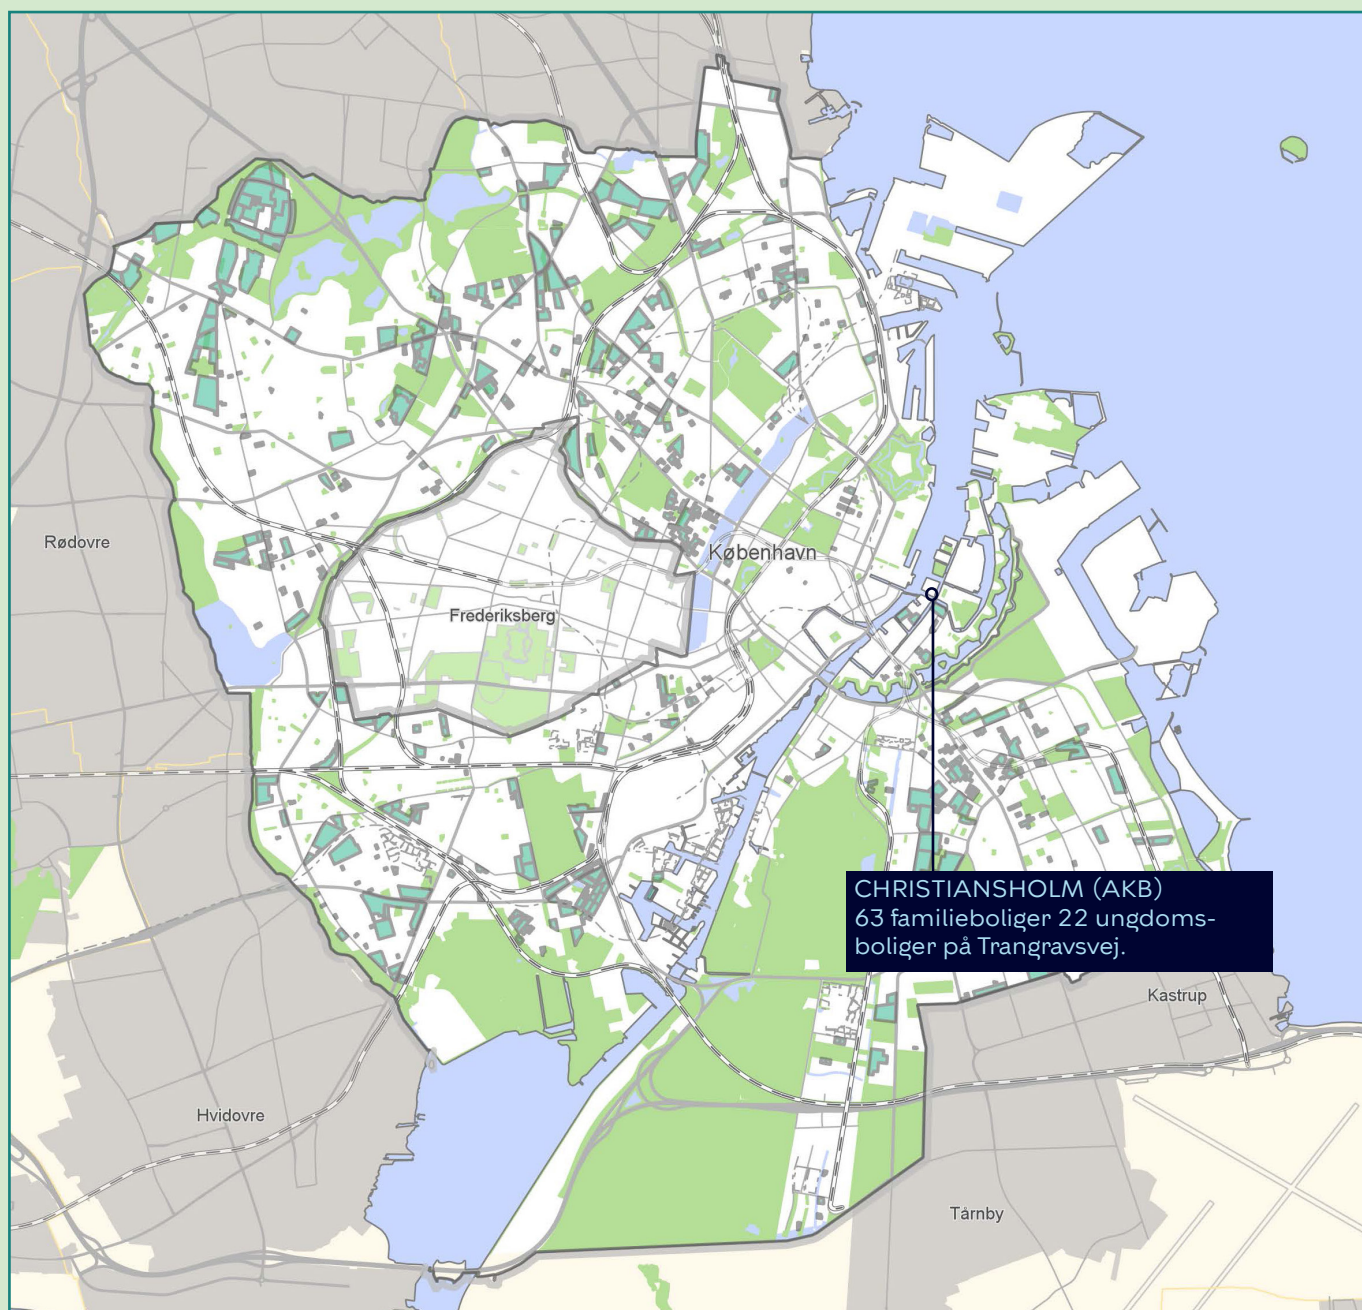 Rødovre
København
Frederiksberg
CHRISTIANSHOLM (AKB)
63 familieboliger 22 ungdoms-
boliger på Trangravsvej.
Kastrup
Hvidovre
Tårnby